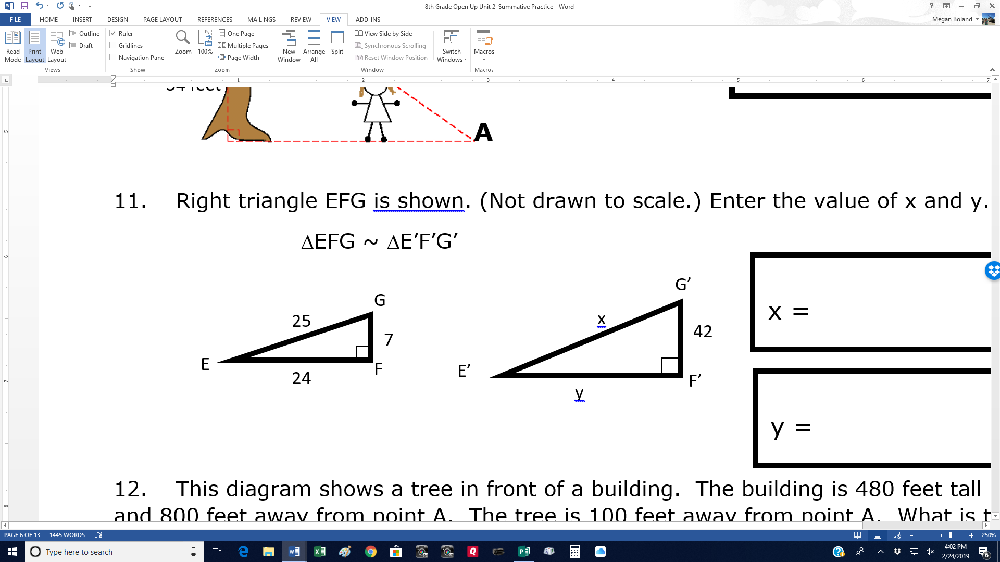 8th Grade Open Up Unit 2 Summative Practice - Word
FILE HOME INSERT DESIGN PAGE LAYOUT REFERENCES MAILINGS REVIEW VIEW ADD-INS
Megan Boland
Read Mode
Print Layout
Web Layout
Outline
Draft
Views
Ruler
Gridlines
Navigation Pane
Show
Zoom
100
100%
One Page
Multiple Pages
Page Width
Zoom
New Window
Arrange All
Split
View Side by Side
Synchronous Scrolling
Reset Window Position
Window
Switch Windows
Macros
Macros
1 2 3 4 5 6 7
5
6
7
8
feet
A
11. Right triangle EFG is shown. (Not drawn to scale.) Enter the value of x and y.
∆EFG ~ ∆E’F’G’
G
25
7
E
F
24
G’
x
42
E’
F’
y
x =
y =
12. This diagram shows a tree in front of a building. The building is 480 feet tall
and 800 feet away from point A. The tree is 100 feet away from point A. What is t
PAGE 6 OF 13 1445 WORDS
250%
Type here to search
4:02 PM
2/24/2019
6